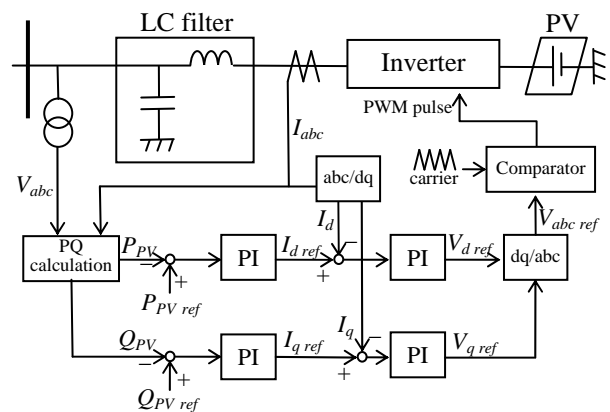 LC filter
PV
Inverter
PWM pulse
I_abc
V_abc
abc/dq
carrier
Comparator
I_d
V_abc ref
PQ
calculation
P_PV
−
+
P_PV ref
PI
I_d ref
−
+
PI
V_d ref
dq/abc
Q_PV
−
+
Q_PV ref
PI
I_q ref
I_q
−
+
PI
V_q ref